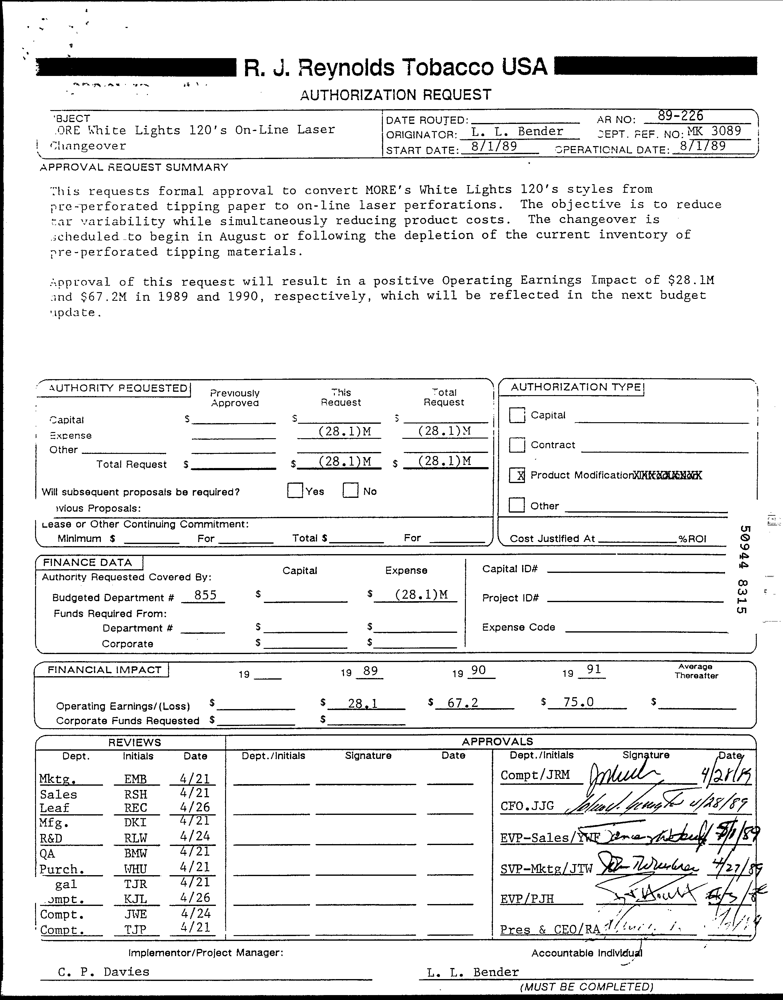 R. J. Reynolds Tobacco USA
AUTHORIZATION REQUEST
'BJECT
.ORE White Lights 120's On-Line Laser
Changeover
DATE ROUTED:
AR NO: 89-226
ORIGINATOR: L. L. Bender
DEPT. REF. NO: MK 3089
START DATE: 8/1/89
OPERATIONAL DATE: 8/1/89
APPROVAL REQUEST SUMMARY
This requests formal approval to convert MORE's White Lights 120's styles from
pre-perforated tipping paper to on-line laser perforations. The objective is to reduce
tar variability while simultaneously reducing product costs. The changeover is
scheduled to begin in August or following the depletion of the current inventory of
pre-perforated tipping materials.
Approval of this request will result in a positive Operating Earnings Impact of $28.1M
and $67.2M in 1989 and 1990, respectively, which will be reflected in the next budget
update.
AUTHORITY REQUESTED
Previously Approved
This Request
Total Request
Capital $ $ $
Expense (28.1)M (28.1)M
Other
Total Request $ $ (28.1)M $ (28.1)M
Will subsequent proposals be required? Yes No
vious Proposals:
Lease or Other Continuing Commitment:
Minimum $ For Total $ For
AUTHORIZATION TYPE
Capital
Contract
X Product Modification
Other
Cost Justified At %ROI
50944 8315
FINANCE DATA
Authority Requested Covered By:
Capital Expense
Budgeted Department # 855 $ $ (28.1)M
Funds Required From:
Department # $ $
Corporate $ $
Capital ID#
Project ID#
Expense Code
FINANCIAL IMPACT
19 19 89 19 90 19 91 Average Thereafter
Operating Earnings/(Loss) $ $ 28.1 $ 67.2 $ 75.0 $
Corporate Funds Requested $ $
REVIEWS
APPROVALS
Dept. Initials Date Dept./Initials Signature Date Dept./Initials Signature Date
Mktg. EMB 4/21
Compt/JRM 4/28/89
Sales RSH 4/21
Leaf REC 4/26
CFO.JJG 4/28/89
Mfg. DKI 4/21
R&D RLW 4/24
EVP-Sales/
QA BMW 4/21
Purch. WHU 4/21
SVP-Mktg/JTW 4/27/89
gal TJR 4/21
ompt. KJL 4/26
EVP/PJH
Compt. JWE 4/24
Compt. TJP 4/21
Pres & CEO/RA
Implementor/Project Manager:
Accountable Individual
C. P. Davies
L. L. Bender
(MUST BE COMPLETED)